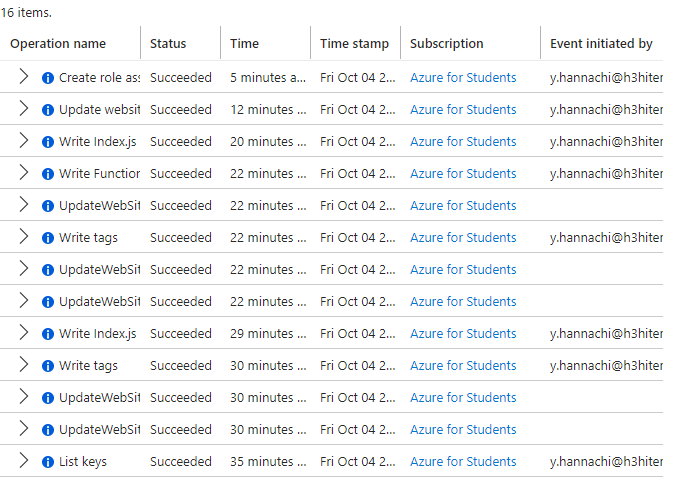 16 items.
Operation name Status Time Time stamp Subscription Event initiated by
Create role ass Succeeded 5 minutes a... Fri Oct 04 2... Azure for Students y.hannachi@h3hiter
Update websit Succeeded 12 minutes ... Fri Oct 04 2... Azure for Students y.hannachi@h3hiter
Write Index.js Succeeded 20 minutes ... Fri Oct 04 2... Azure for Students y.hannachi@h3hiter
Write Function Succeeded 22 minutes ... Fri Oct 04 2... Azure for Students y.hannachi@h3hiter
UpdateWebSit Succeeded 22 minutes ... Fri Oct 04 2... Azure for Students
Write tags Succeeded 22 minutes ... Fri Oct 04 2... Azure for Students y.hannachi@h3hiter
UpdateWebSit Succeeded 22 minutes ... Fri Oct 04 2... Azure for Students
UpdateWebSit Succeeded 22 minutes ... Fri Oct 04 2... Azure for Students
Write Index.js Succeeded 29 minutes ... Fri Oct 04 2... Azure for Students y.hannachi@h3hiter
Write tags Succeeded 30 minutes ... Fri Oct 04 2... Azure for Students y.hannachi@h3hiter
UpdateWebSit Succeeded 30 minutes ... Fri Oct 04 2... Azure for Students
UpdateWebSit Succeeded 30 minutes ... Fri Oct 04 2... Azure for Students
List keys Succeeded 35 minutes ... Fri Oct 04 2... Azure for Students y.hannachi@h3hiter